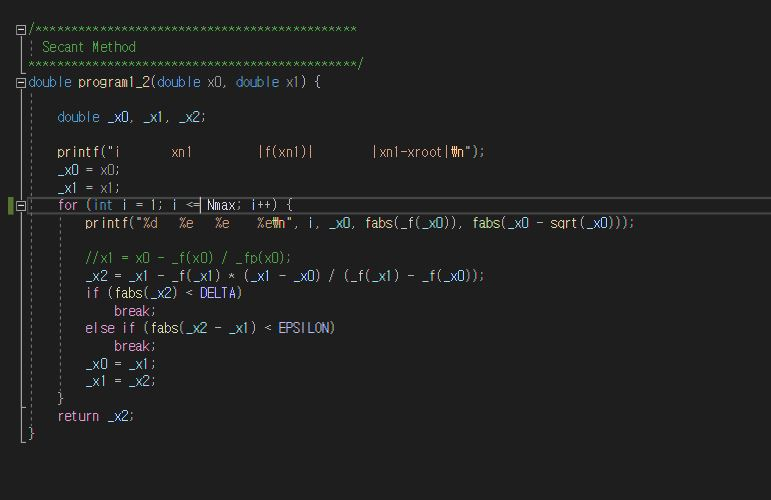 /*********************************************
Secant Method
**********************************************/
double program1_2(double x0, double x1) {
double _x0, _x1, _x2;
printf("i       xn1         |f(xn1)|        |xn1-xroot|₩n");
_x0 = x0;
_x1 = x1;
for (int i = 1; i <= Nmax; i++) {
printf("%d   %e   %e    %e₩n", i, _x0, fabs(_f(_x0)), fabs(_x0 - sqrt(_x0)));
//x1 = x0 - _f(x0) / _fp(x0);
_x2 = _x1 - _f(_x1) * (_x1 - _x0) / (_f(_x1) - _f(_x0));
if (fabs(_x2) < DELTA)
break;
else if (fabs(_x2 - _x1) < EPSILON)
break;
_x0 = _x1;
_x1 = _x2;
}
return _x2;
}